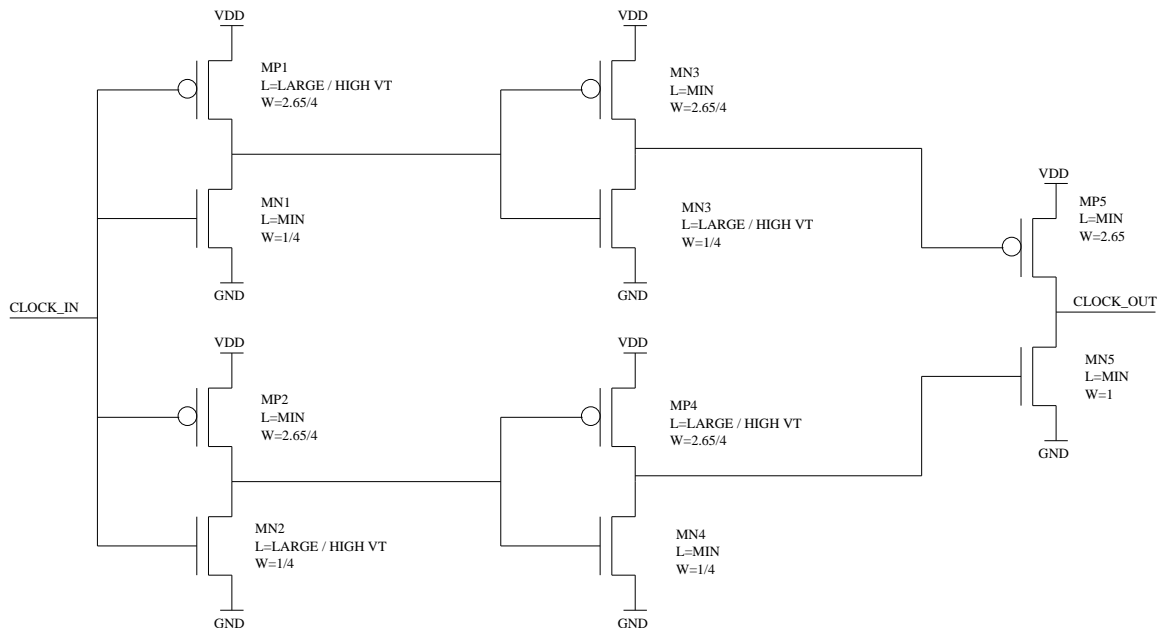 VDD
MP1
L=LARGE / HIGH VT
W=2.65/4
MN1
L=MIN
W=1/4
GND
VDD
MN3
L=MIN
W=2.65/4
MN3
L=LARGE / HIGH VT
W=1/4
GND
VDD
MP5
L=MIN
W=2.65
CLOCK_IN
CLOCK_OUT
VDD
MP2
L=MIN
W=2.65/4
MN2
L=LARGE / HIGH VT
W=1/4
GND
VDD
MP4
L=LARGE / HIGH VT
W=2.65/4
MN4
L=MIN
W=1/4
GND
MN5
L=MIN
W=1
GND